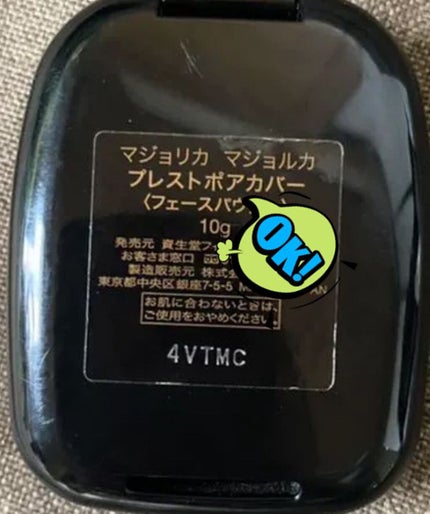 マジョリカ マジョルカ
プレストポアカバー
〈フェースパウ
10g
発売元 資生堂フ
お客さま窓口
製造販売元 株式会
東京都中央区銀座7-5-5 M AN
お肌に合わないときは、
ご使用をおやめください。
4VTMC
OK!